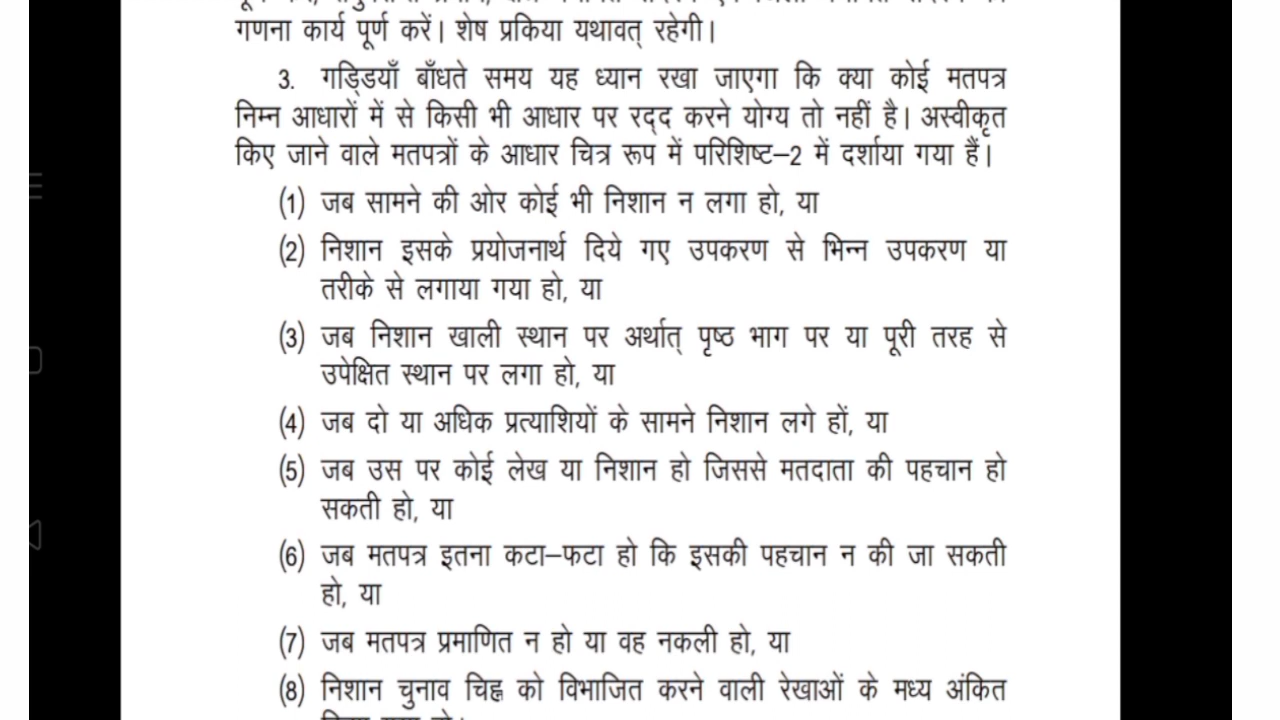 गणना कार्य पूर्ण करें। शेष प्रकिया यथावत् रहेगी।
3. गड्डियाँ बाँधते समय यह ध्यान रखा जाएगा कि क्या कोई मतपत्र
निम्न आधारों में से किसी भी आधार पर रद्द करने योग्य तो नहीं है। अस्वीकृत
किए जाने वाले मतपत्रों के आधार चित्र रूप में परिशिष्ट–2 में दर्शाया गया हैं।
(1) जब सामने की ओर कोई भी निशान न लगा हो, या
(2) निशान इसके प्रयोजनार्थ दिये गए उपकरण से भिन्न उपकरण या
तरीके से लगाया गया हो, या
(3) जब निशान खाली स्थान पर अर्थात् पृष्ठ भाग पर या पूरी तरह से
उपेक्षित स्थान पर लगा हो, या
(4) जब दो या अधिक प्रत्याशियों के सामने निशान लगे हों, या
(5) जब उस पर कोई लेख या निशान हो जिससे मतदाता की पहचान हो
सकती हो, या
(6) जब मतपत्र इतना कटा–फटा हो कि इसकी पहचान न की जा सकती
हो, या
(7) जब मतपत्र प्रमाणित न हो या वह नकली हो, या
(8) निशान चुनाव चिह्न को विभाजित करने वाली रेखाओं के मध्य अंकित